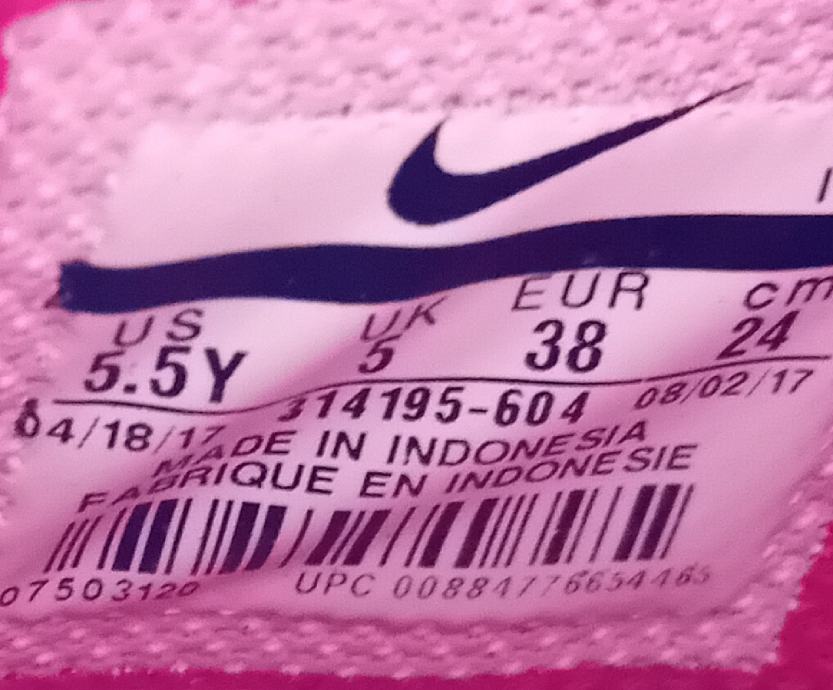 US UK EUR cm
5.5Y 5 38 24
314195-604
04/18/17 08/02/17
MADE IN INDONESIA
FABRIQUE EN INDONÉSIE
07503120 UPC 00884776654465